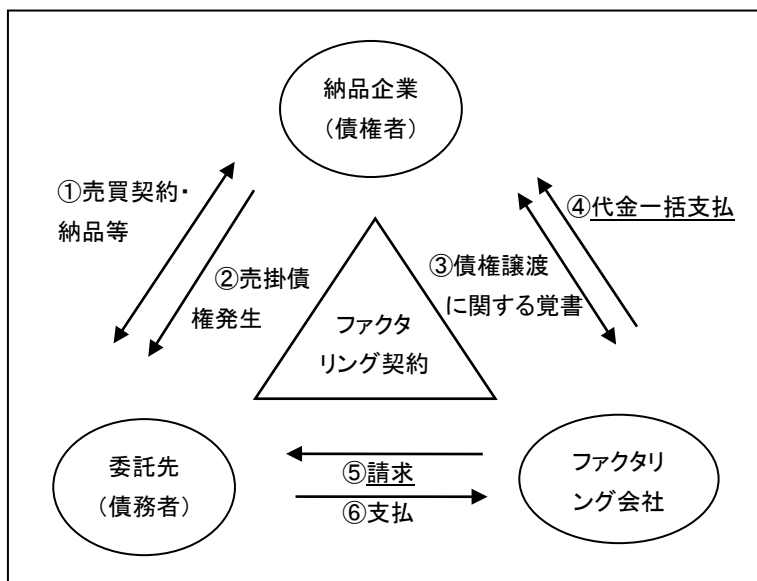 納品企業
（債権者）
①売買契約・
納品等
④代金一括支払
②売掛債
権発生
③債権譲渡
に関する覚書
ファクタ
リング契約
委託先
（債務者）
⑤請求
⑥支払
ファクタリ
ング会社